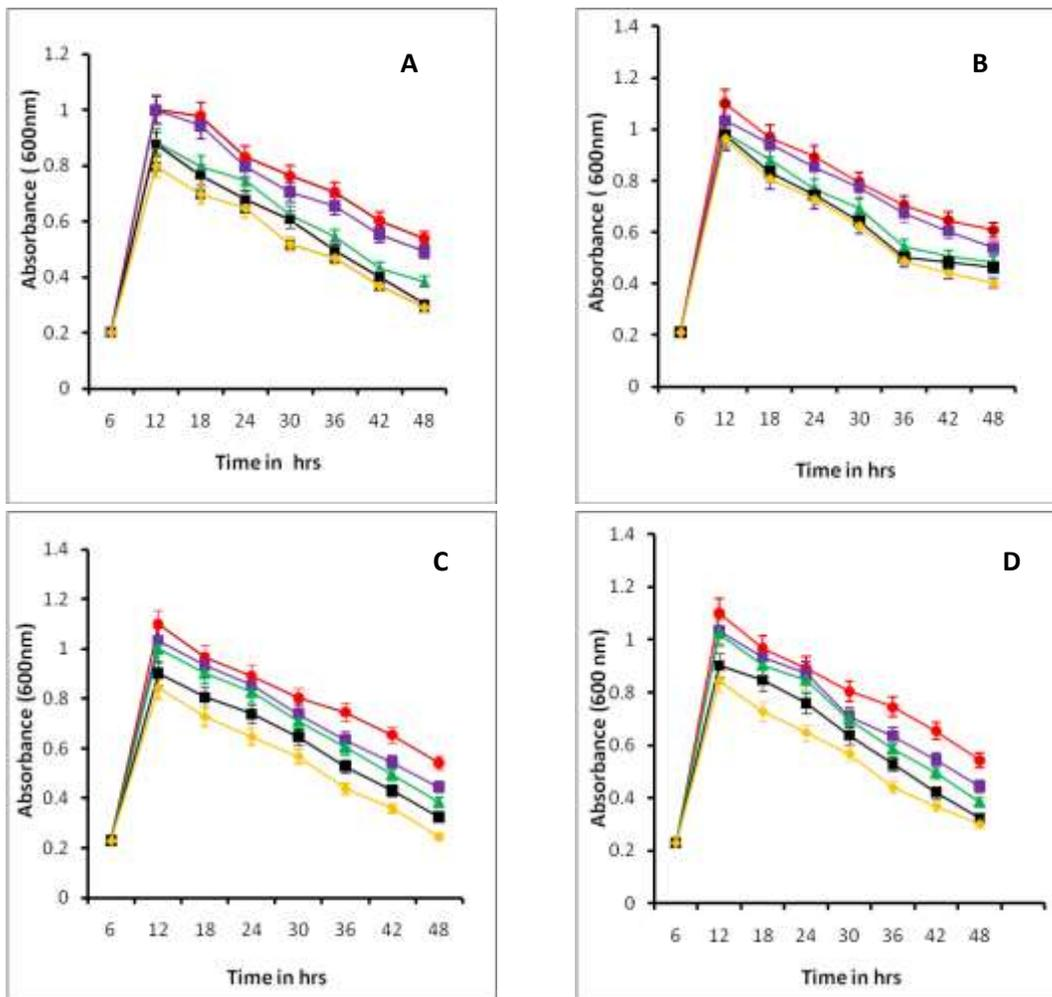 A
Absorbance ( 600nm)
1.2
1
0.8
0.6
0.4
0.2
0
6 12 18 24 30 36 42 48
Time in hrs
B
Absorbance ( 600nm)
1.4
1.2
1
0.8
0.6
0.4
0.2
0
6 12 18 24 30 36 42 48
Time in hrs
C
Absorbance (600nm)
1.4
1.2
1
0.8
0.6
0.4
0.2
0
6 12 18 24 30 36 42 48
Time in hrs
D
Absorbance (600 nm)
1.4
1.2
1
0.8
0.6
0.4
0.2
0
6 12 18 24 30 36 42 48
Time in hrs